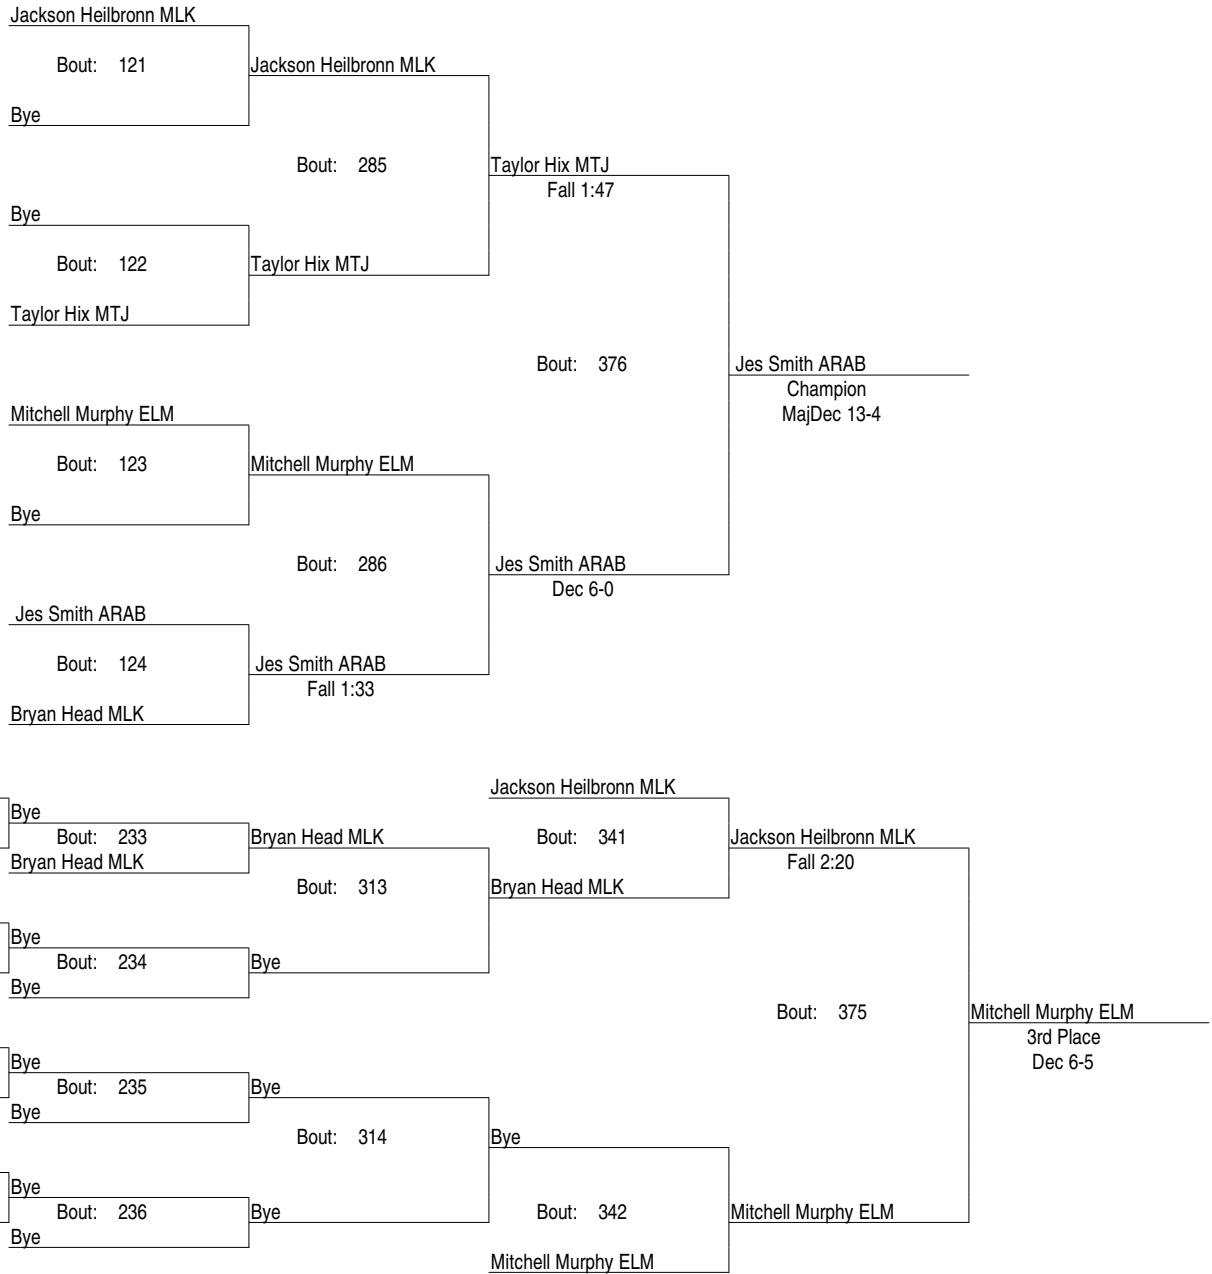 Jackson Heilbronn MLK
Bout: 121
Jackson Heilbronn MLK
Bye
Bout: 285
Taylor Hix MTJ
Fall 1:47
Bye
Bout: 122
Taylor Hix MTJ
Taylor Hix MTJ
Bout: 376
Jes Smith ARAB
Champion
MajDec 13-4
Mitchell Murphy ELM
Bout: 123
Mitchell Murphy ELM
Bye
Bout: 286
Jes Smith ARAB
Dec 6-0
Jes Smith ARAB
Bout: 124
Jes Smith ARAB
Fall 1:33
Bryan Head MLK
Jackson Heilbronn MLK
Bye
Bout: 233
Bryan Head MLK
Bout: 341
Jackson Heilbronn MLK
Fall 2:20
Bryan Head MLK
Bout: 313
Bryan Head MLK
Bye
Bout: 234
Bye
Bye
Bout: 375
Mitchell Murphy ELM
3rd Place
Dec 6-5
Bye
Bout: 235
Bye
Bye
Bout: 314
Bye
Bye
Bout: 236
Bye
Bout: 342
Mitchell Murphy ELM
Bye
Mitchell Murphy ELM